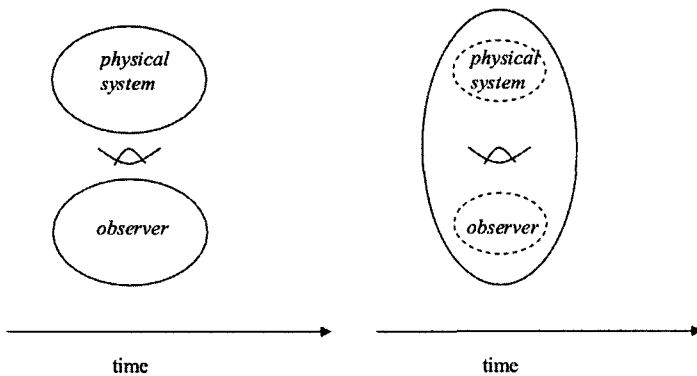 physical
system
observer
time
physical
system
observer
time